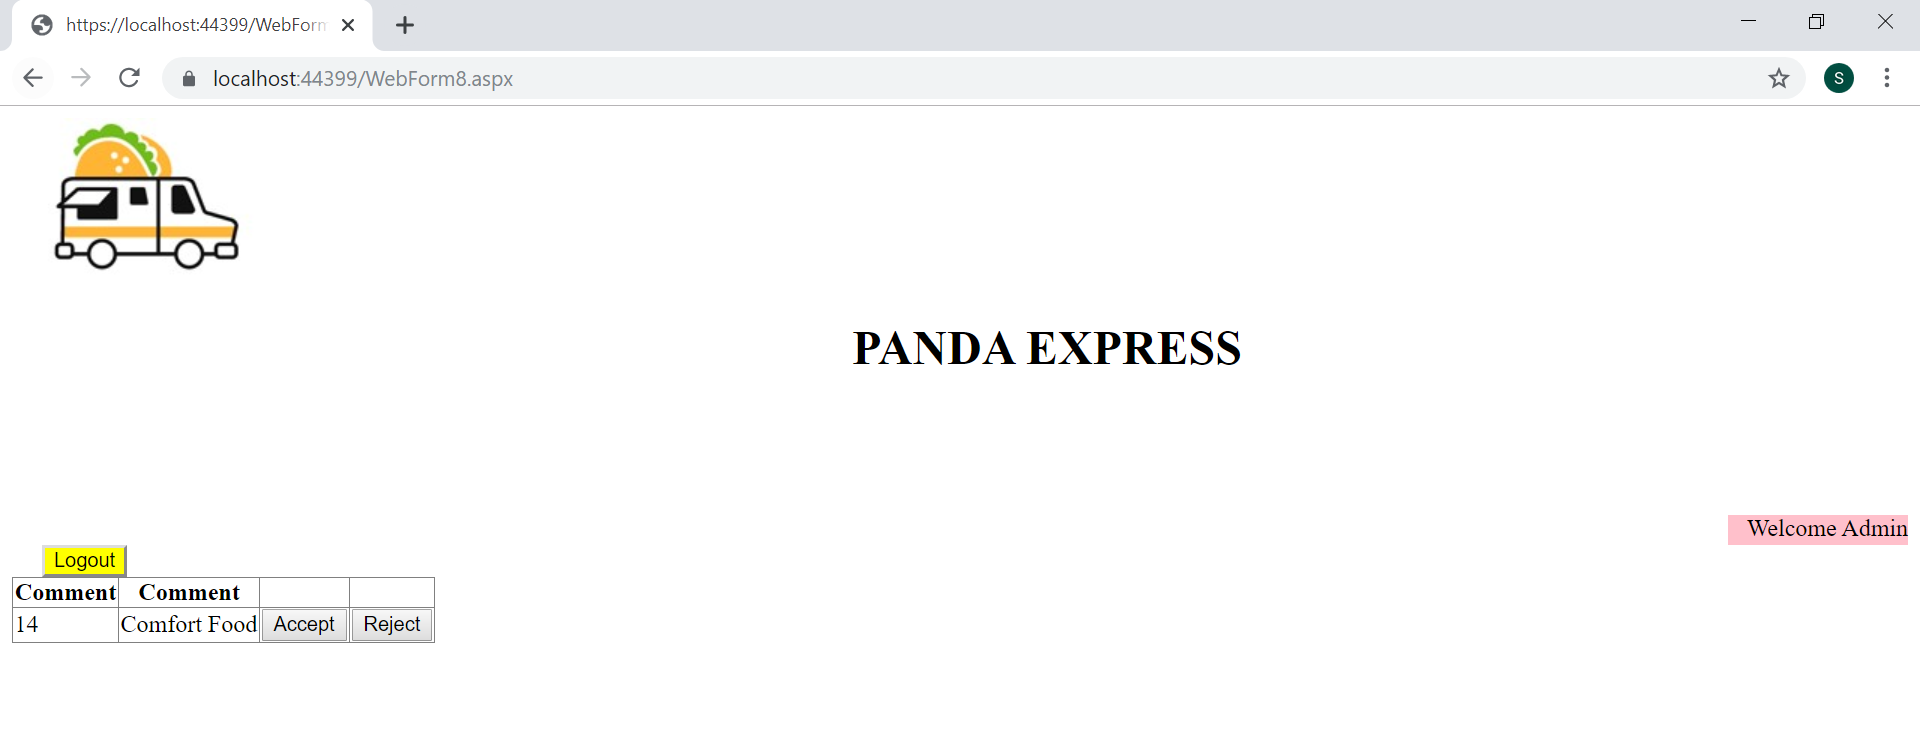 https://localhost:44399/WebForm
localhost:44399/WebForm8.aspx
S
PANDA EXPRESS
Welcome Admin
Logout
Comment Comment
14 Comfort Food Accept Reject